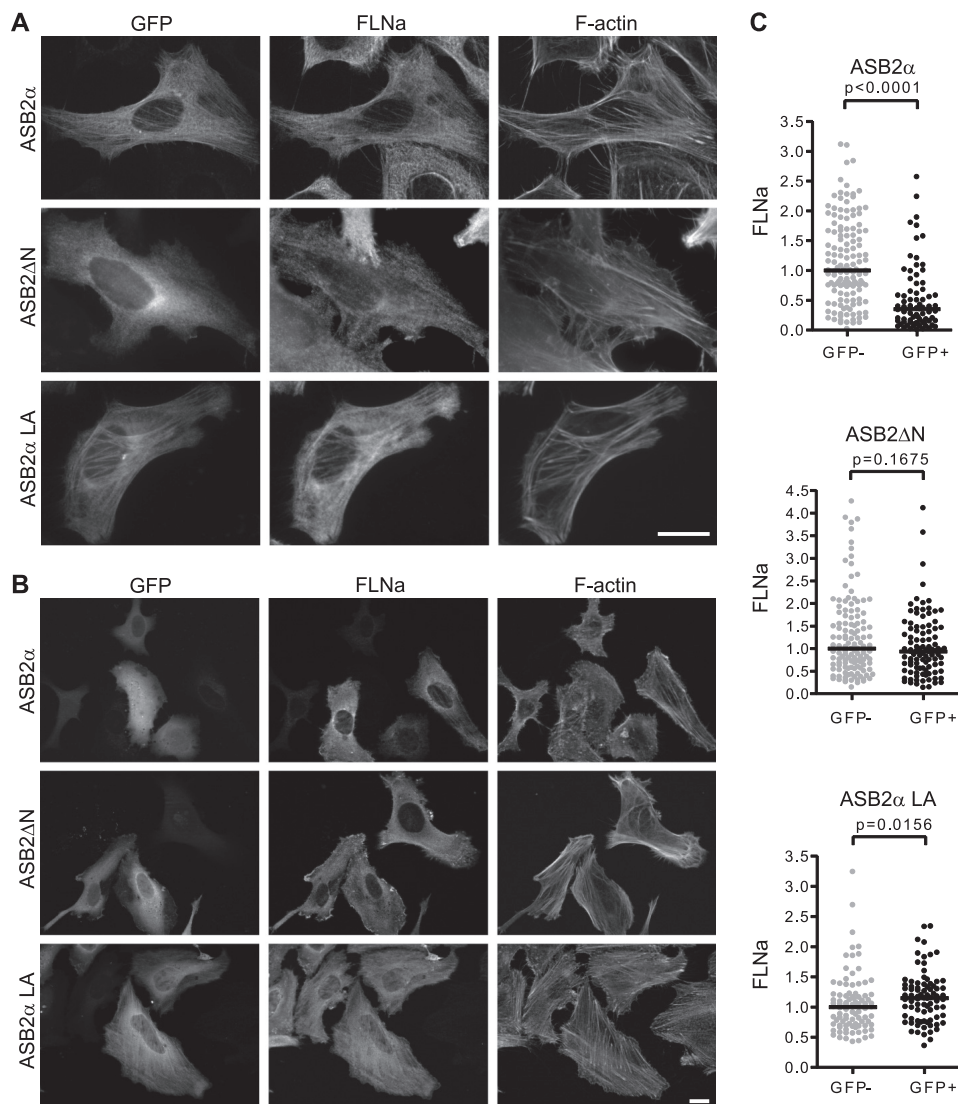 A
GFP FLNa F-actin
ASB2α
ASB2ΔN
ASB2α LA
B
GFP FLNa F-actin
ASB2α
ASB2ΔN
ASB2α LA
C
ASB2α
p<0.0001
3.5
3.0
2.5
2.0
1.5
1.0
0.5
0.0
FLNa
GFP- GFP+
ASB2ΔN
p=0.1675
4.5
4.0
3.5
3.0
2.5
2.0
1.5
1.0
0.5
0.0
FLNa
GFP- GFP+
ASB2α LA
p=0.0156
3.5
3.0
2.5
2.0
1.5
1.0
0.5
0.0
FLNa
GFP- GFP+